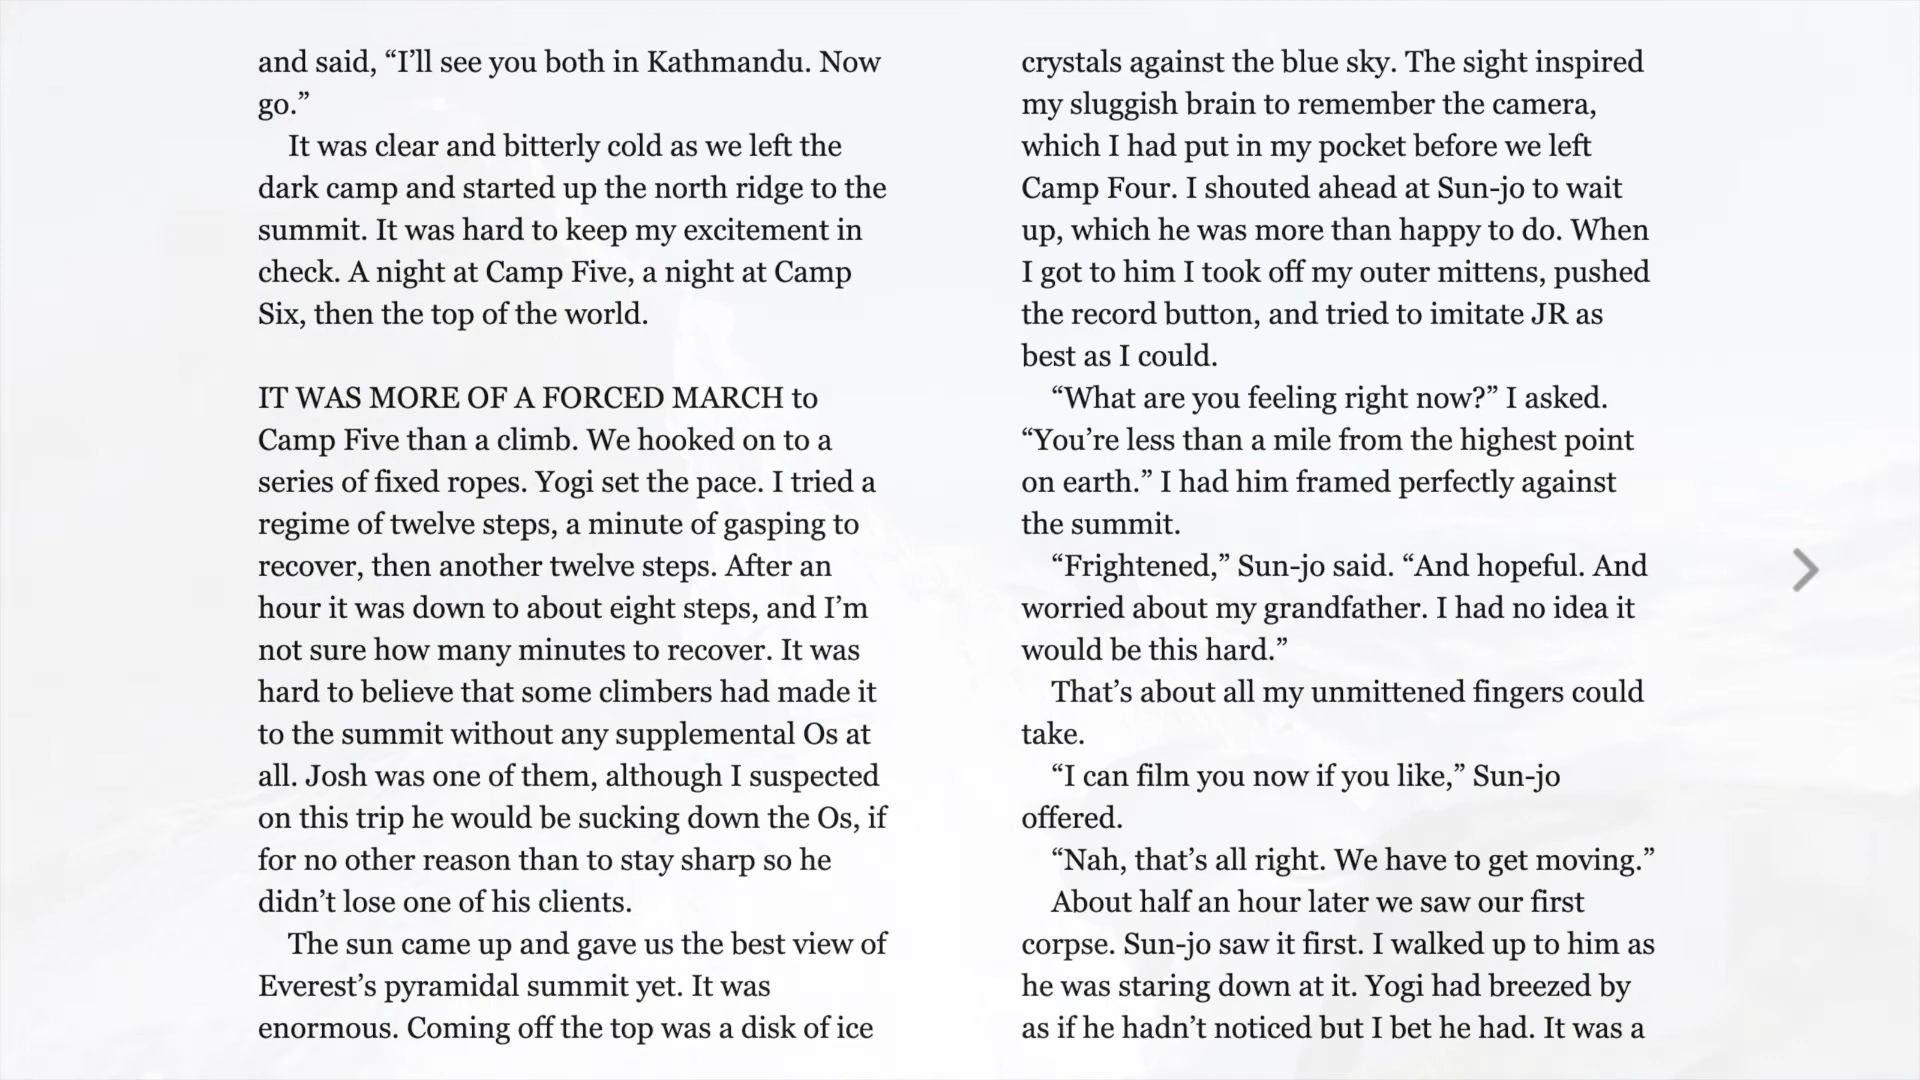 and said, “I’ll see you both in Kathmandu. Now
go.”
It was clear and bitterly cold as we left the
dark camp and started up the north ridge to the
summit. It was hard to keep my excitement in
check. A night at Camp Five, a night at Camp
Six, then the top of the world.
IT WAS MORE OF A FORCED MARCH to
Camp Five than a climb. We hooked on to a
series of fixed ropes. Yogi set the pace. I tried a
regime of twelve steps, a minute of gasping to
recover, then another twelve steps. After an
hour it was down to about eight steps, and I’m
not sure how many minutes to recover. It was
hard to believe that some climbers had made it
to the summit without any supplemental Os at
all. Josh was one of them, although I suspected
on this trip he would be sucking down the Os, if
for no other reason than to stay sharp so he
didn’t lose one of his clients.
The sun came up and gave us the best view of
Everest’s pyramidal summit yet. It was
enormous. Coming off the top was a disk of ice
crystals against the blue sky. The sight inspired
my sluggish brain to remember the camera,
which I had put in my pocket before we left
Camp Four. I shouted ahead at Sun-jo to wait
up, which he was more than happy to do. When
I got to him I took off my outer mittens, pushed
the record button, and tried to imitate JR as
best as I could.
“What are you feeling right now?” I asked.
“You’re less than a mile from the highest point
on earth.” I had him framed perfectly against
the summit.
“Frightened,” Sun-jo said. “And hopeful. And
worried about my grandfather. I had no idea it
would be this hard.”
That’s about all my unmittened fingers could
take.
“I can film you now if you like,” Sun-jo
offered.
“Nah, that’s all right. We have to get moving.”
About half an hour later we saw our first
corpse. Sun-jo saw it first. I walked up to him as
he was staring down at it. Yogi had breezed by
as if he hadn’t noticed but I bet he had. It was a